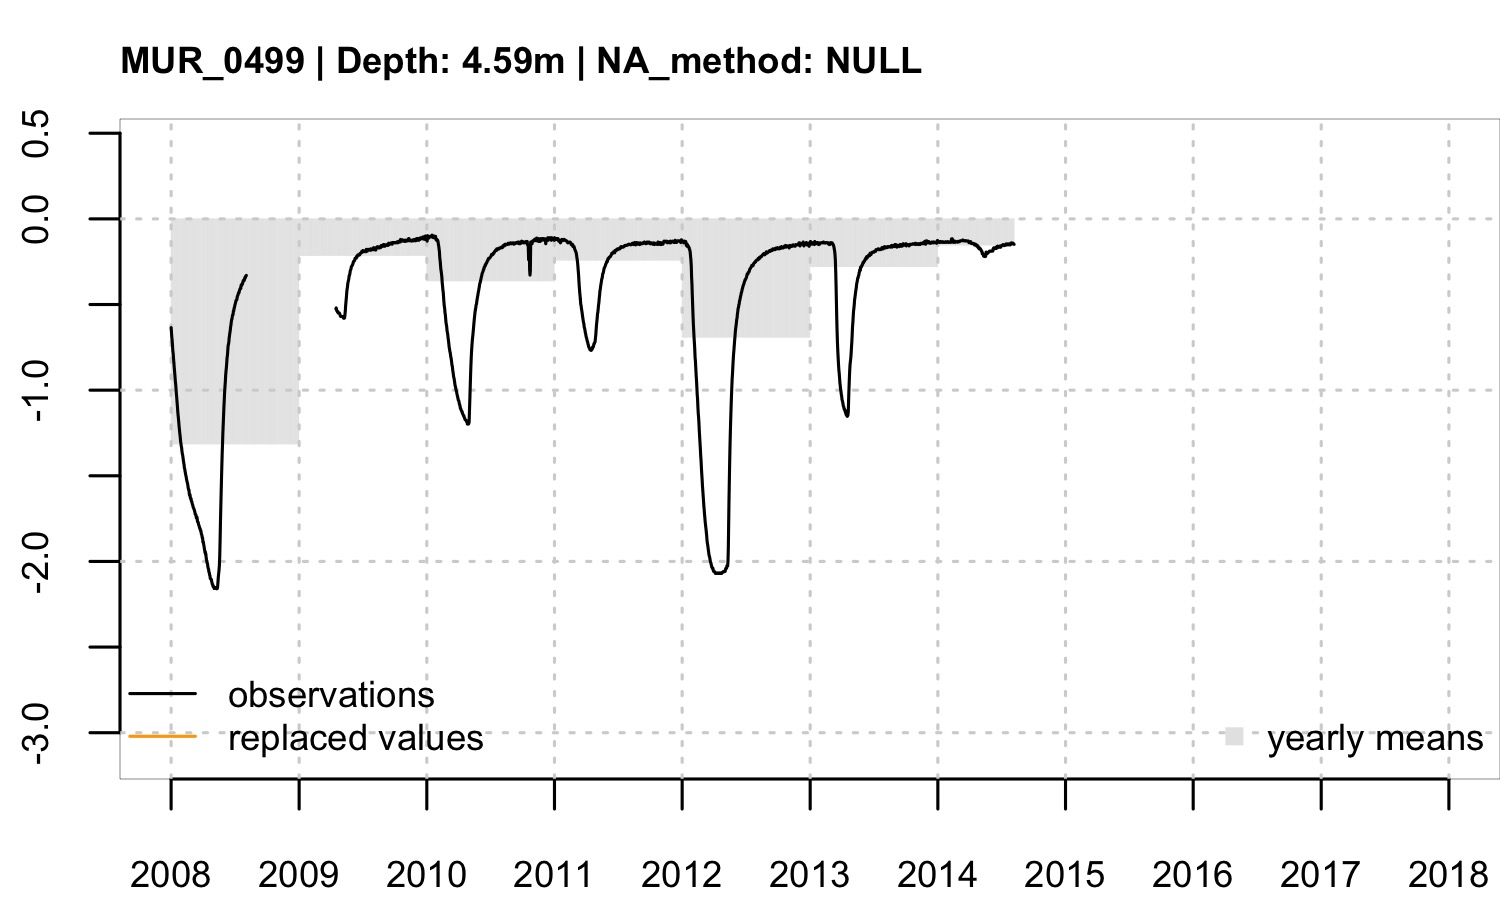 MUR_0499 | Depth: 4.59m | NA_method: NULL
0.5
0.0
-1.0
-2.0
-3.0
observations
replaced values
yearly means
2008 2009 2010 2011 2012 2013 2014 2015 2016 2017 2018